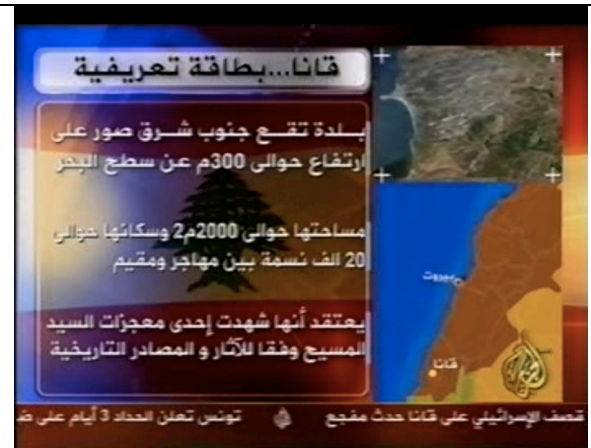 قانا...بطاقة تعريفية
بلدة تقع جنوب شرق صور على
ارتفاع حوالى 300م عن سطح البحر
مساحتها حوالى 2000م2 وسكانها حوالى
20 الف نسمة بين مهاجر ومقيم
يعتقد أنها شهدت إحدى معجزات السيد
المسيح وفقا للآثار و المصادر التاريخية
بيروت
قانا
قصف الإسرائيلي على قانا حدث مفجع
تونس تعلن الحداد 3 أيام على